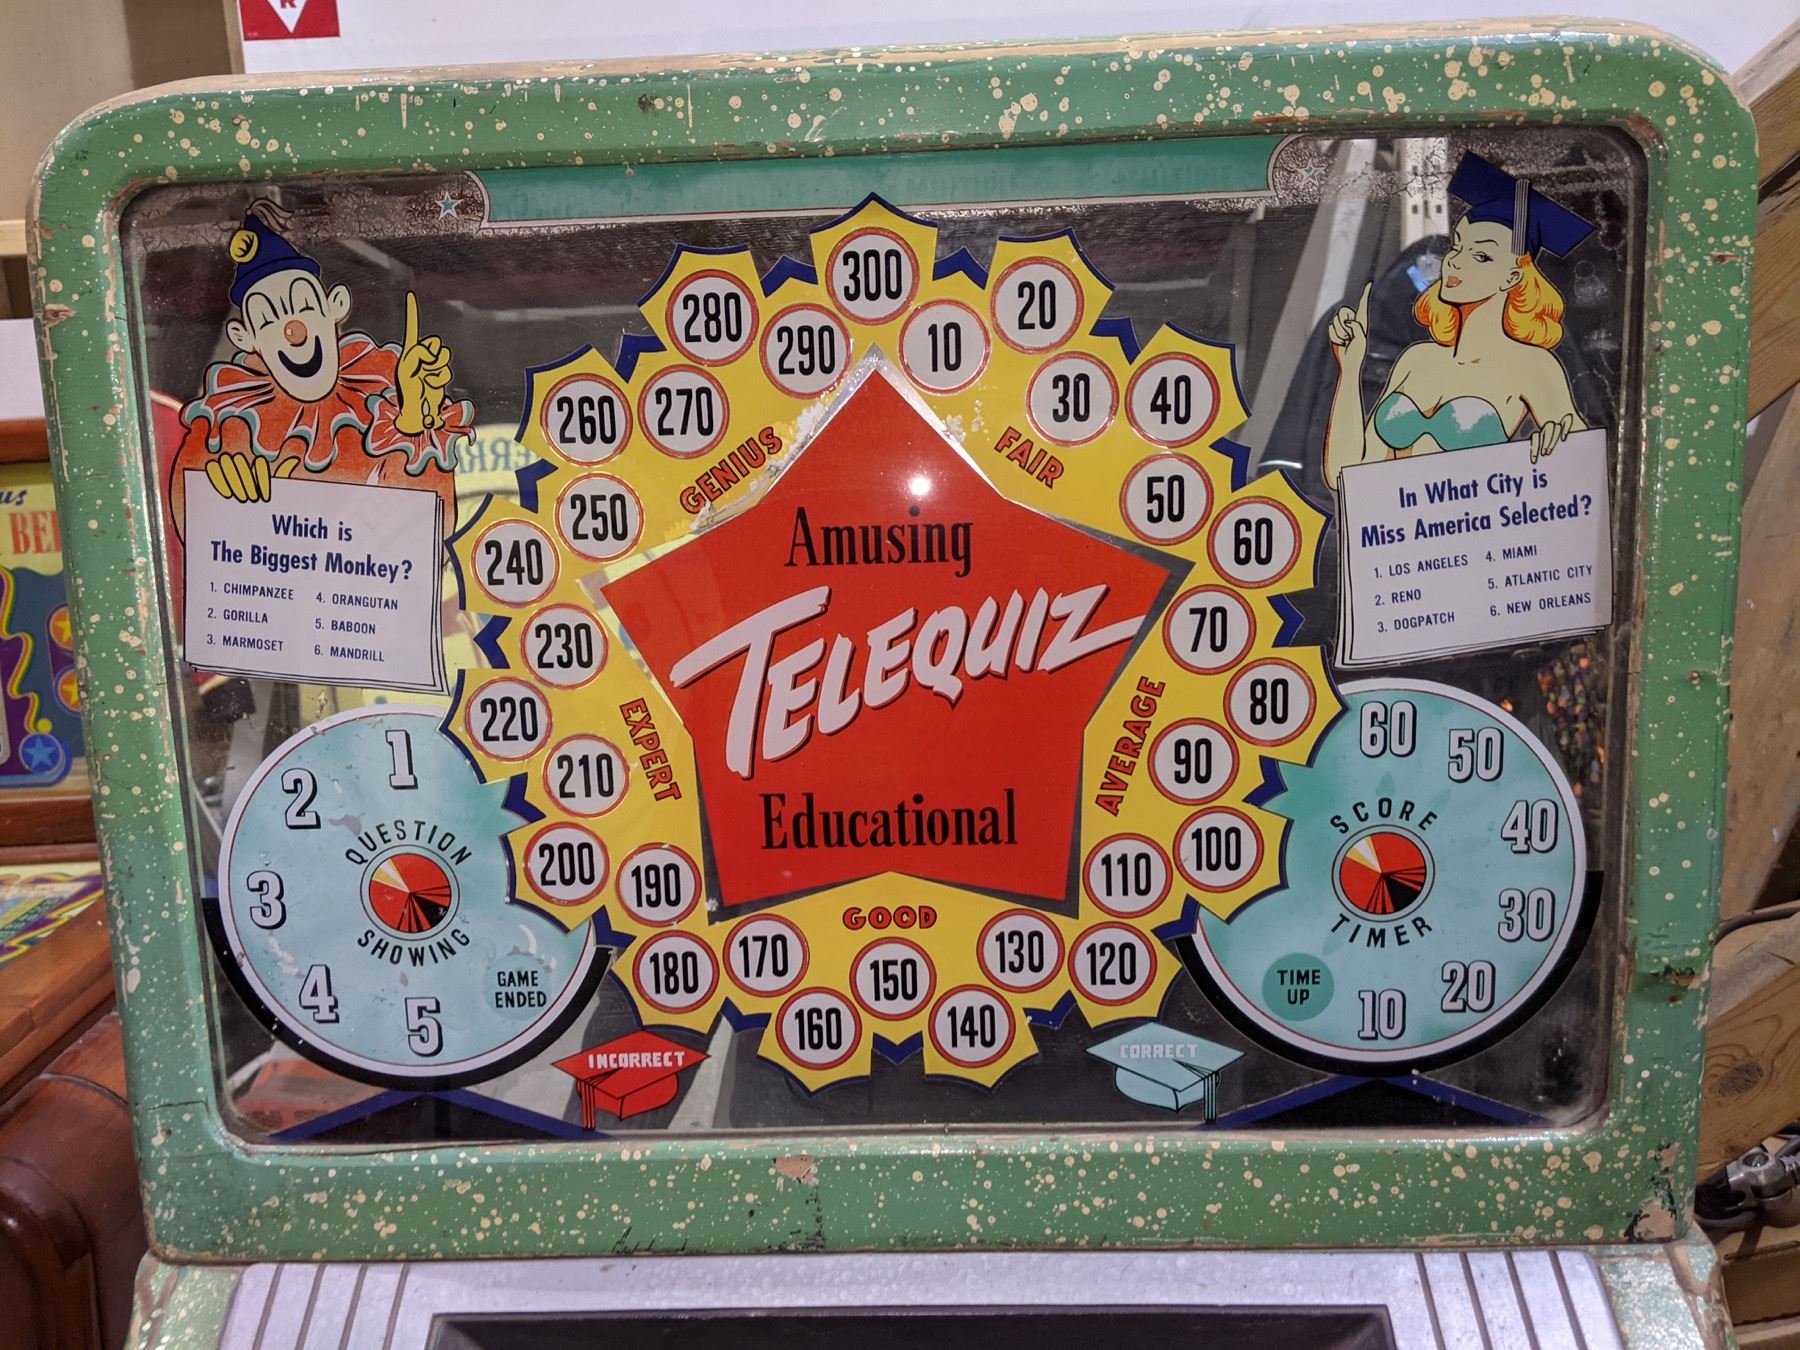 R
us
BEL
Which is
The Biggest Monkey?
1. CHIMPANZEE
2. GORILLA
3. MARMOSET
4. ORANGUTAN
5. BABOON
6. MANDRILL
In What City is
Miss America Selected?
1. LOS ANGELES
2. RENO
3. DOGPATCH
4. MIAMI
5. ATLANTIC CITY
6. NEW ORLEANS
300
10
20
30
40
50
60
70
80
90
100
110
120
130
140
150
160
170
180
190
200
210
220
230
240
250
260
270
280
290
GENIUS
FAIR
EXPERT
AVERAGE
GOOD
Amusing
TELEQUIZ
Educational
QUESTION
SHOWING
1
2
3
4
5
GAME
ENDED
SCORE
TIMER
60
50
40
30
20
10
TIME
UP
INCORRECT
CORRECT